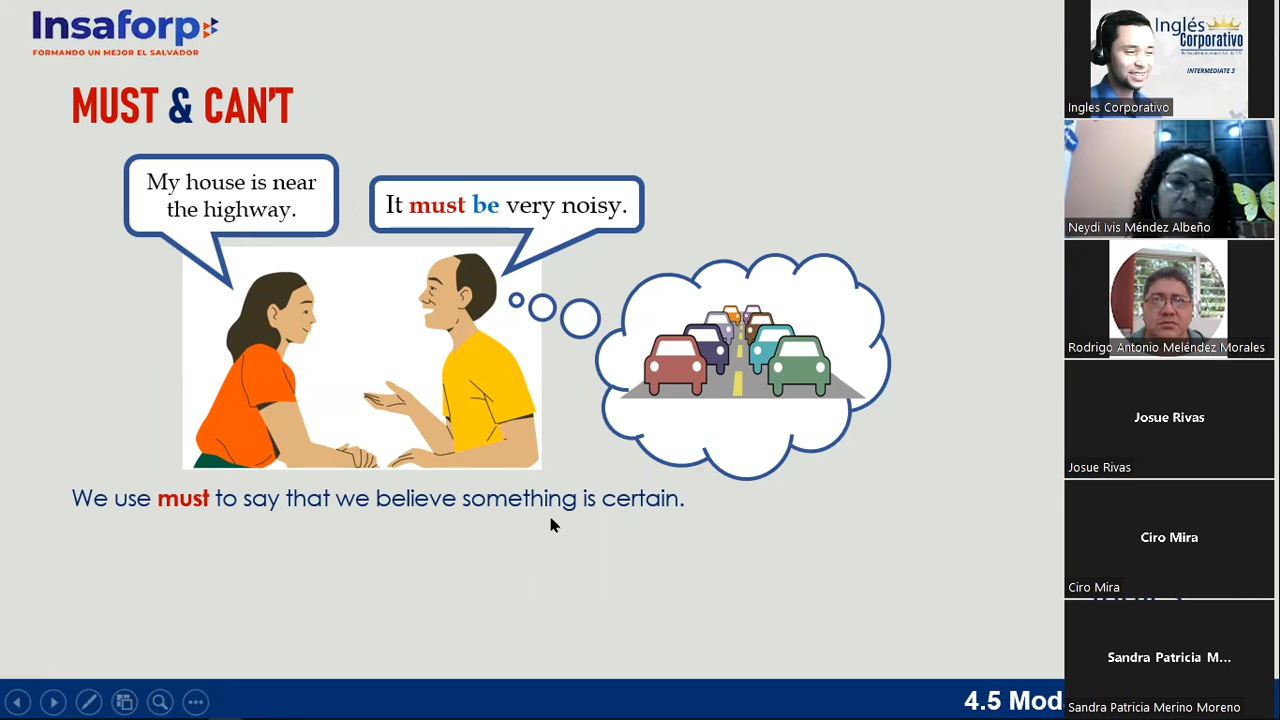 Insaforp
FORMANDO UN MEJOR EL SALVADOR
MUST & CAN'T
My house is near
the highway.
It must be very noisy.
We use must to say that we believe something is certain.
4.5 Mod
Inglés
Corporativo
INTERMEDIATE 3
Ingles Corporativo
Neydi Ivis Méndez Albeño
Rodrigo Antonio Meléndez Morales
Josue Rivas
Josue Rivas
Ciro Mira
Ciro Mira
Sandra Patricia M...
Sandra Patricia Merino Moreno